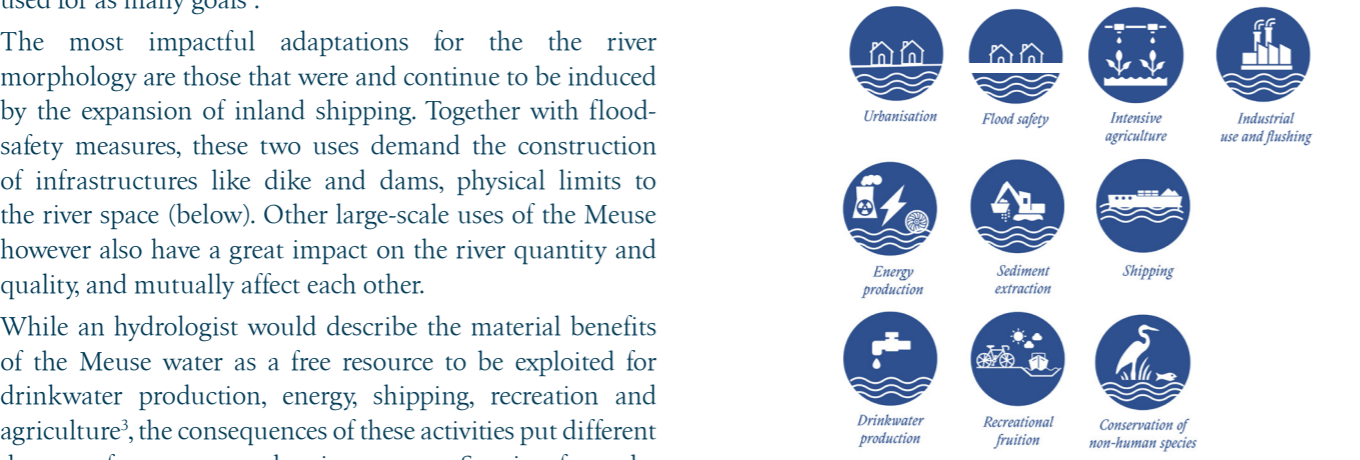 used for as many goals".
The most impactful adaptations for the the river
morphology are those that were and continue to be induced
by the expansion of inland shipping. Together with flood-
safety measures, these two uses demand the construction
of infrastructures like dike and dams, physical limits to
the river space (below). Other large-scale uses of the Meuse
however also have a great impact on the river quantity and
quality, and mutually affect each other.
While an hydrologist would describe the material benefits
of the Meuse water as a free resource to be exploited for
drinkwater production, energy, shipping, recreation and
agriculture³, the consequences of these activities put different
Urbanisation
Flood safety
Intensive
agriculture
Industrial
use and flushing
Energy
production
Sediment
extraction
Shipping
Drinkwater
production
Recreational
fruition
Conservation of
non-human species